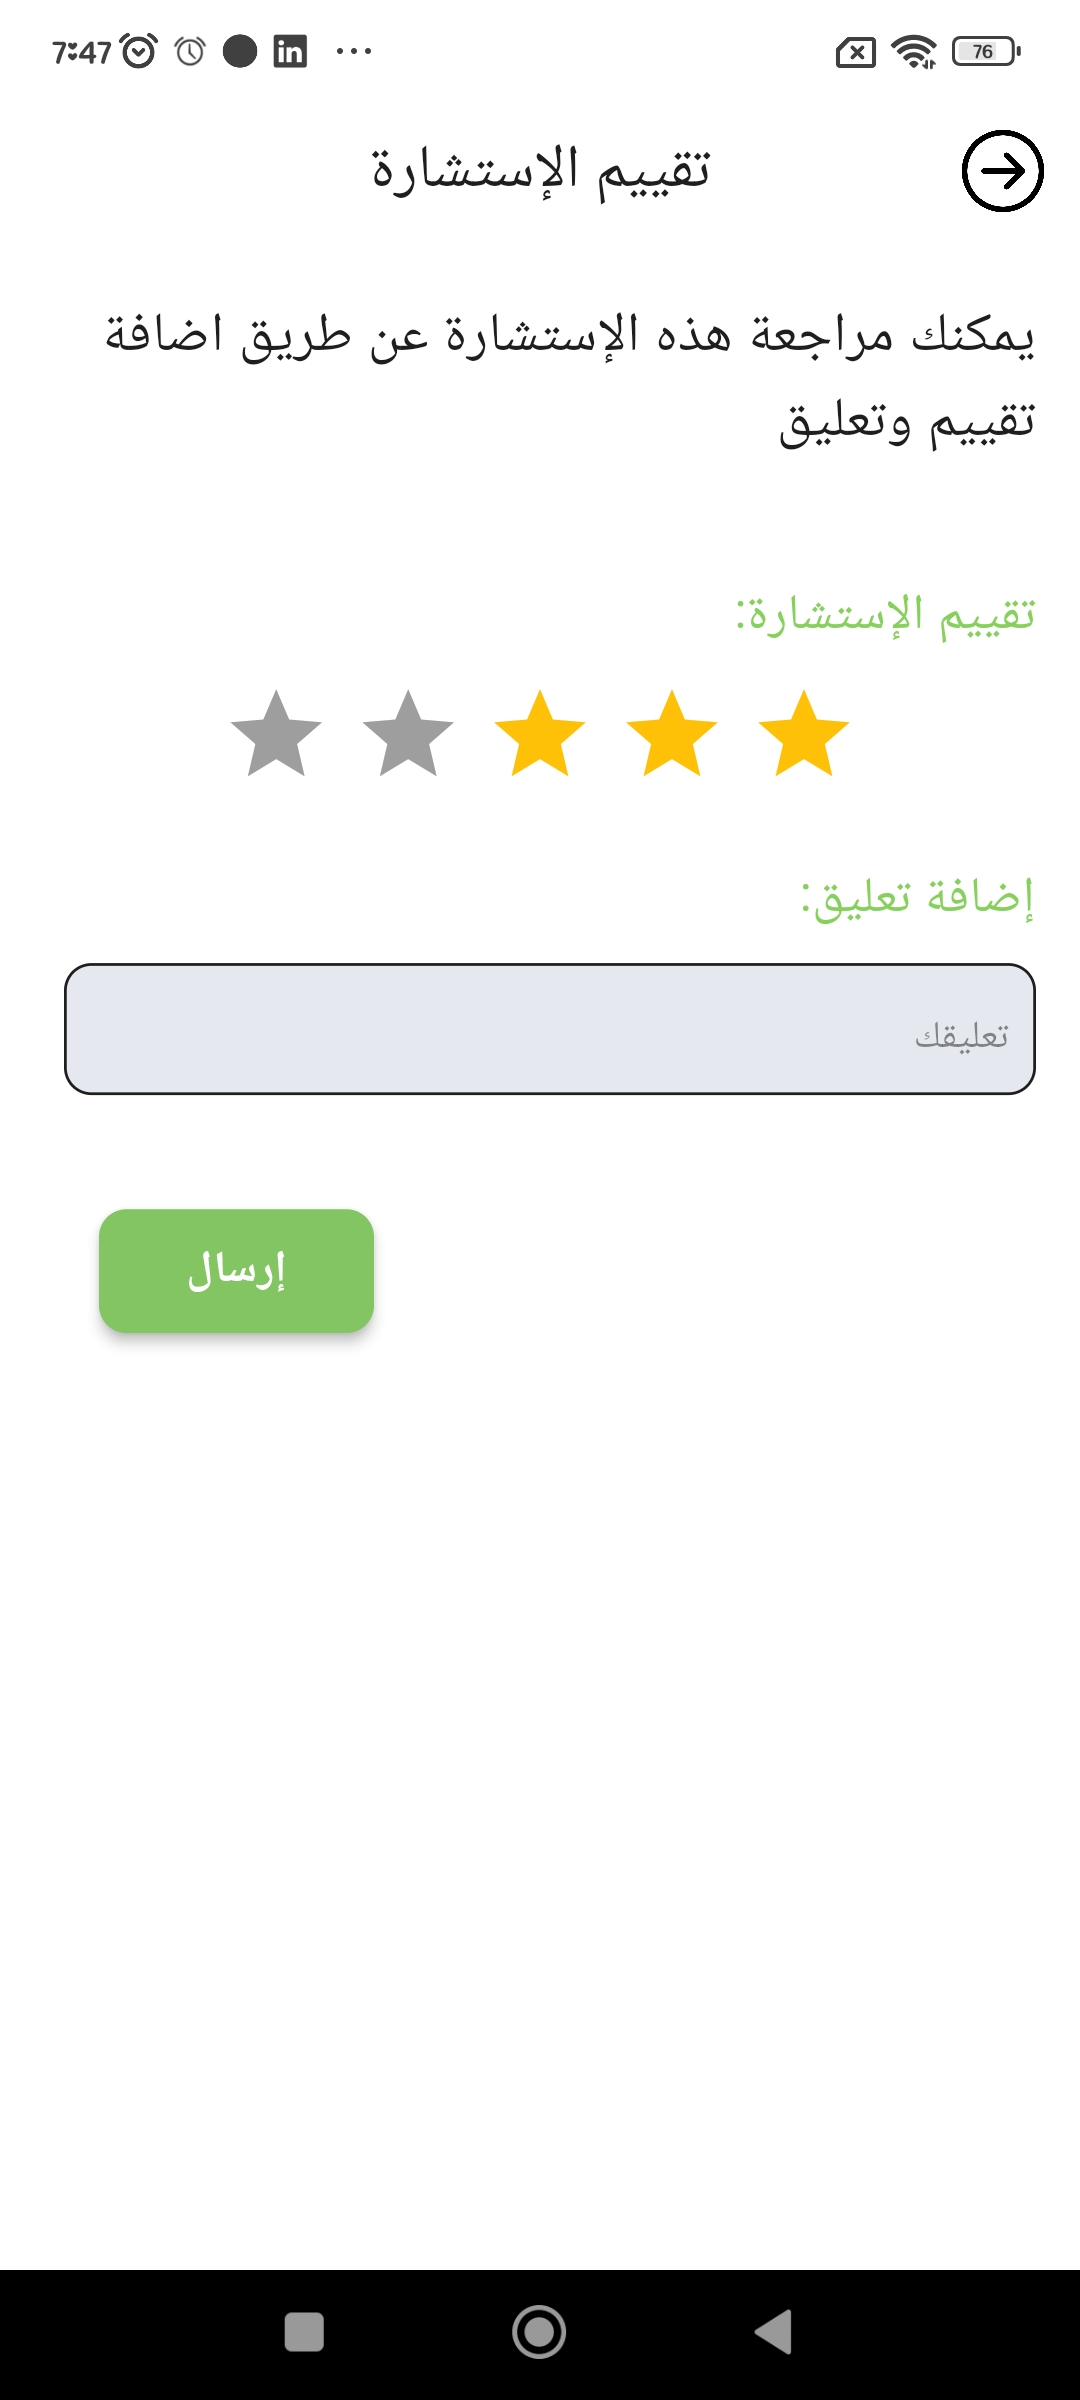 7:47
76
تقييم الإستشارة
يمكنك مراجعة هذه الإستشارة عن طريق اضافة
تقييم وتعليق
تقييم الإستشارة:
إضافة تعليق:
تعليقك
إرسال